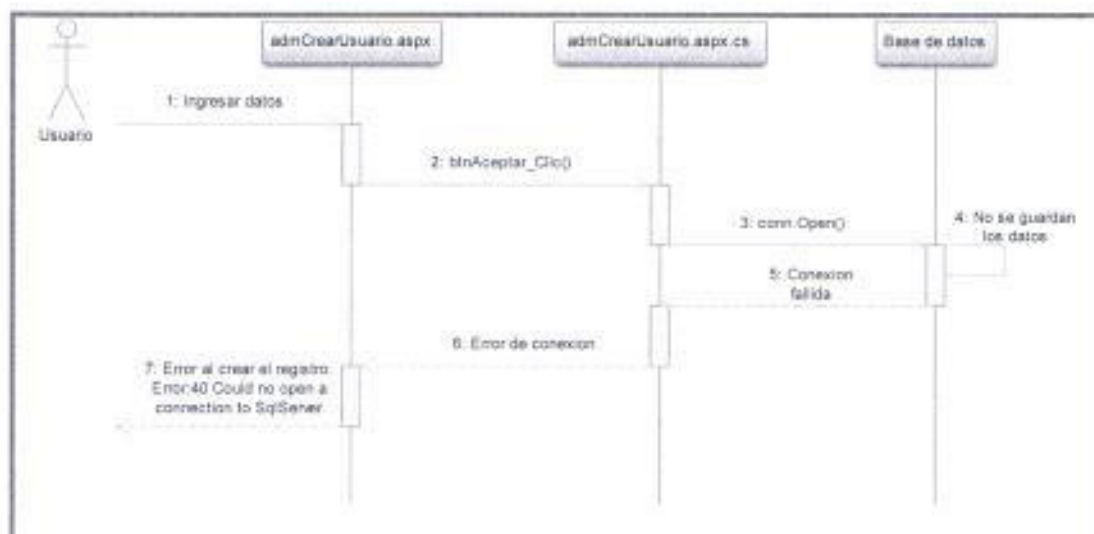 admCrearUsuario.aspx
admCrearUsuario.aspx.cs
Base de datos
Usuario
1: Ingresar datos
2: btnAceptar_Clic()
3: conn.Open()
4: No se guardan
los datos
5: Conexion
fallida
6: Error de conexion
7: Error al crear el registro
Error:40 Could no open a
connection to SqlServer